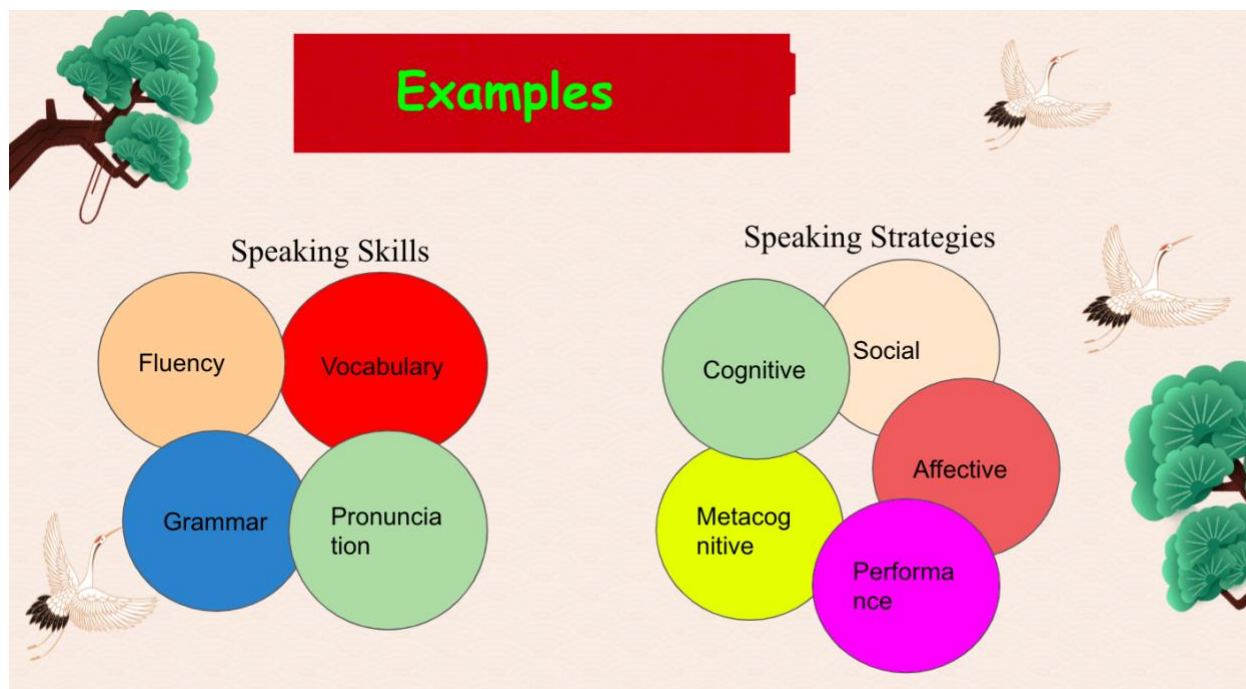 Examples
Speaking Skills
Fluency
Vocabulary
Grammar
Pronuncia
tion
Speaking Strategies
Cognitive
Social
Affective
Metacog
nitive
Performa
nce